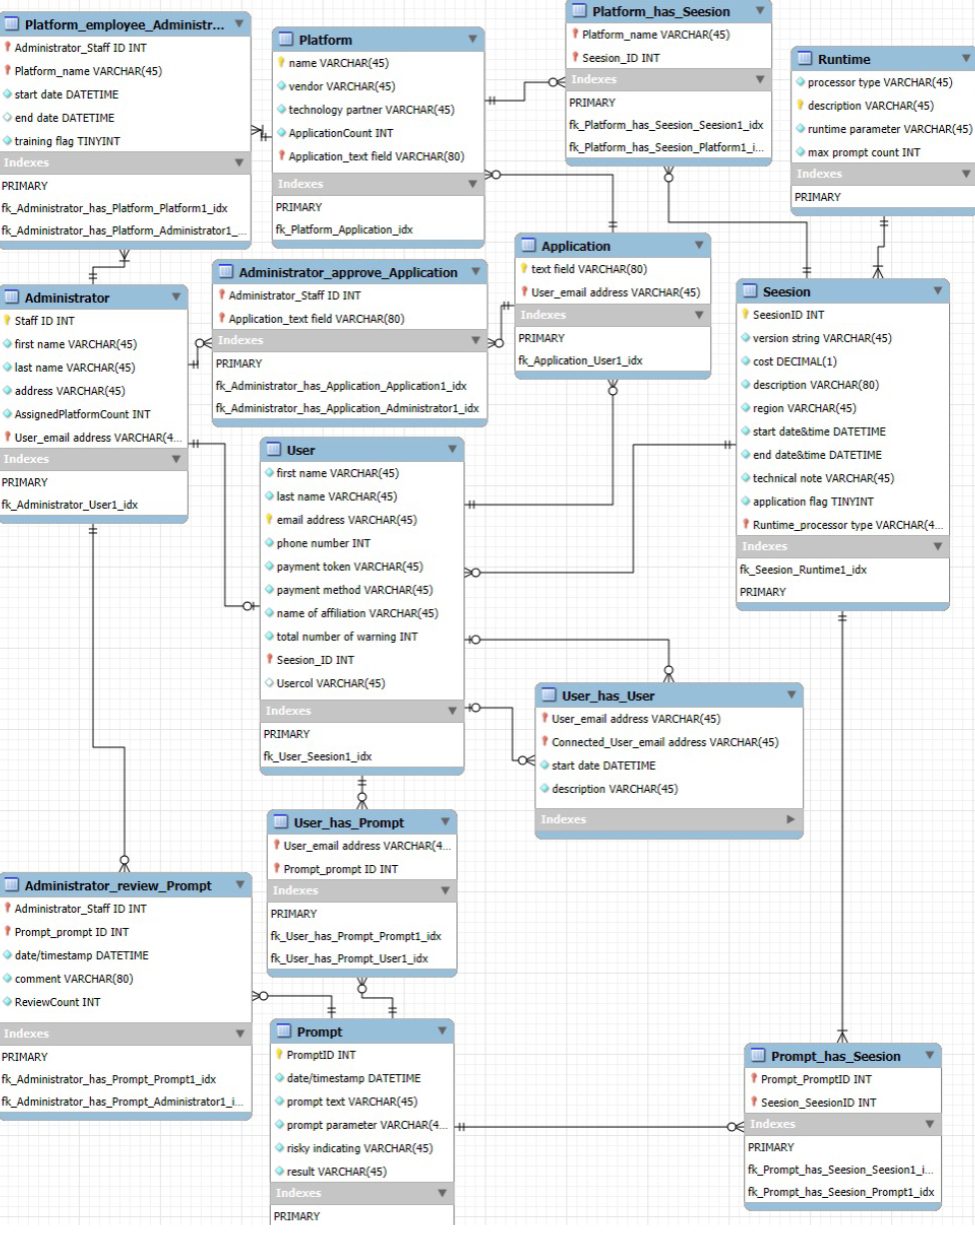 Platform_employee_Administr...
Administrator_Staff ID INT
Platform_name VARCHAR(45)
start date DATETIME
end date DATETIME
training flag TINYINT
Indexes
PRIMARY
fk_Administrator_has_Platform_Platform1_idx
fk_Administrator_has_Platform_Administrator1_...
Platform
name VARCHAR(45)
vendor VARCHAR(45)
technology partner VARCHAR(45)
ApplicationCount INT
Application_text field VARCHAR(80)
Indexes
PRIMARY
fk_Platform_Application_idx
Platform_has_Seesion
Platform_name VARCHAR(45)
Seesion_ID INT
Indexes
PRIMARY
fk_Platform_has_Seesion_Seesion1_idx
fk_Platform_has_Seesion_Platform1_i...
Runtime
processor type VARCHAR(45)
description VARCHAR(45)
runtime parameter VARCHAR(45)
max prompt count INT
Indexes
PRIMARY
Administrator
Staff ID INT
first name VARCHAR(45)
last name VARCHAR(45)
address VARCHAR(45)
AssignedPlatformCount INT
User_email address VARCHAR(4...
Indexes
PRIMARY
fk_Administrator_User1_idx
Administrator_approve_Application
Administrator_Staff ID INT
Application_text field VARCHAR(80)
Indexes
PRIMARY
fk_Administrator_has_Application_Application1_idx
fk_Administrator_has_Application_Administrator1_idx
Application
text field VARCHAR(80)
User_email address VARCHAR(45)
Indexes
PRIMARY
fk_Application_User1_idx
Seesion
SeesionID INT
version string VARCHAR(45)
cost DECIMAL(1)
description VARCHAR(80)
region VARCHAR(45)
start date&time DATETIME
end date&time DATETIME
technical note VARCHAR(45)
application flag TINYINT
Runtime_processor type VARCHAR(4...
Indexes
fk_Seesion_Runtime1_idx
PRIMARY
User
first name VARCHAR(45)
last name VARCHAR(45)
email address VARCHAR(45)
phone number INT
payment token VARCHAR(45)
payment method VARCHAR(45)
name of affiliation VARCHAR(45)
total number of warning INT
Seesion_ID INT
Usercol VARCHAR(45)
Indexes
PRIMARY
fk_User_Seesion1_idx
User_has_User
User_email address VARCHAR(45)
Connected_User_email address VARCHAR(45)
start date DATETIME
description VARCHAR(45)
Indexes
User_has_Prompt
User_email address VARCHAR(4...
Prompt_prompt ID INT
Indexes
PRIMARY
fk_User_has_Prompt_Prompt1_idx
fk_User_has_Prompt_User1_idx
Administrator_review_Prompt
Administrator_Staff ID INT
Prompt_prompt ID INT
date/timestamp DATETIME
comment VARCHAR(80)
ReviewCount INT
Indexes
PRIMARY
fk_Administrator_has_Prompt_Prompt1_idx
fk_Administrator_has_Prompt_Administrator1_i...
Prompt
PromptID INT
date/timestamp DATETIME
prompt text VARCHAR(45)
prompt parameter VARCHAR(4...
risky indicating VARCHAR(45)
result VARCHAR(45)
Indexes
PRIMARY
Prompt_has_Seesion
Prompt_PromptID INT
Seesion_SeesionID INT
Indexes
PRIMARY
fk_Prompt_has_Seesion_Seesion1_i...
fk_Prompt_has_Seesion_Prompt1_idx